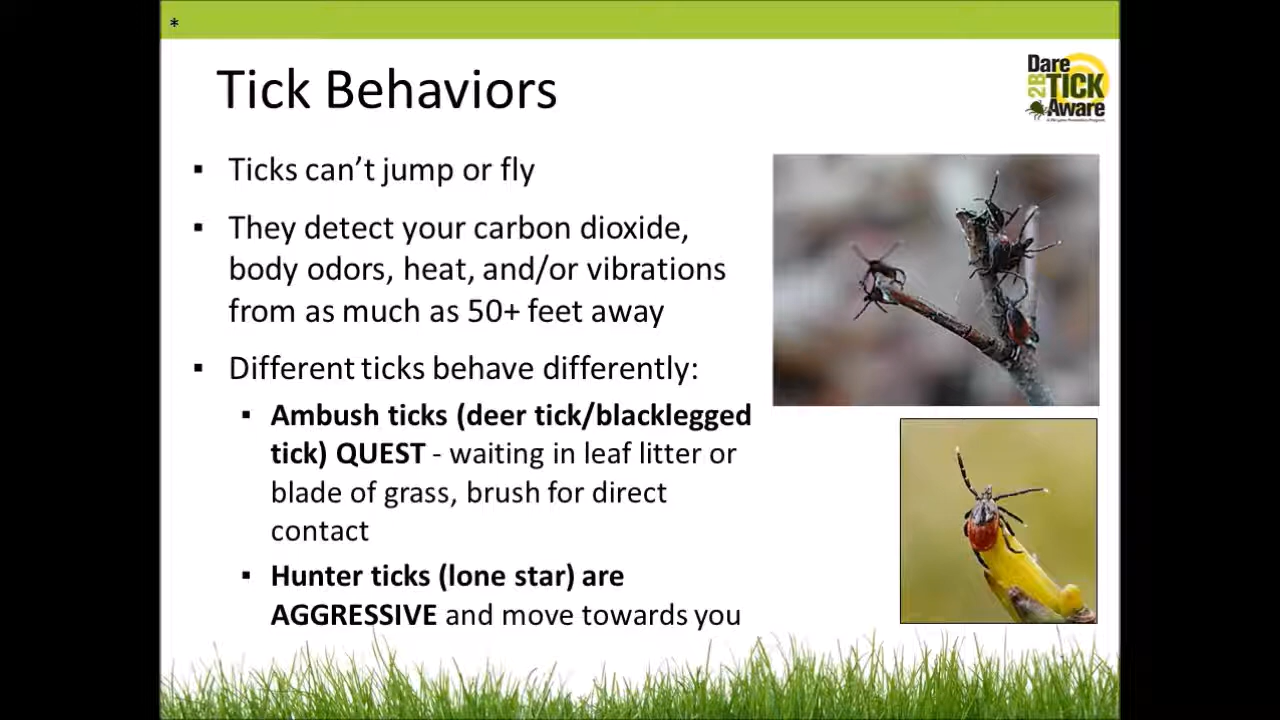 *
Tick Behaviors
Dare
2B
TICK
Aware
▪ Ticks can't jump or fly
▪ They detect your carbon dioxide,
body odors, heat, and/or vibrations
from as much as 50+ feet away
▪ Different ticks behave differently:
▪ Ambush ticks (deer tick/blacklegged
tick) QUEST - waiting in leaf litter or
blade of grass, brush for direct
contact
▪ Hunter ticks (lone star) are
AGGRESSIVE and move towards you